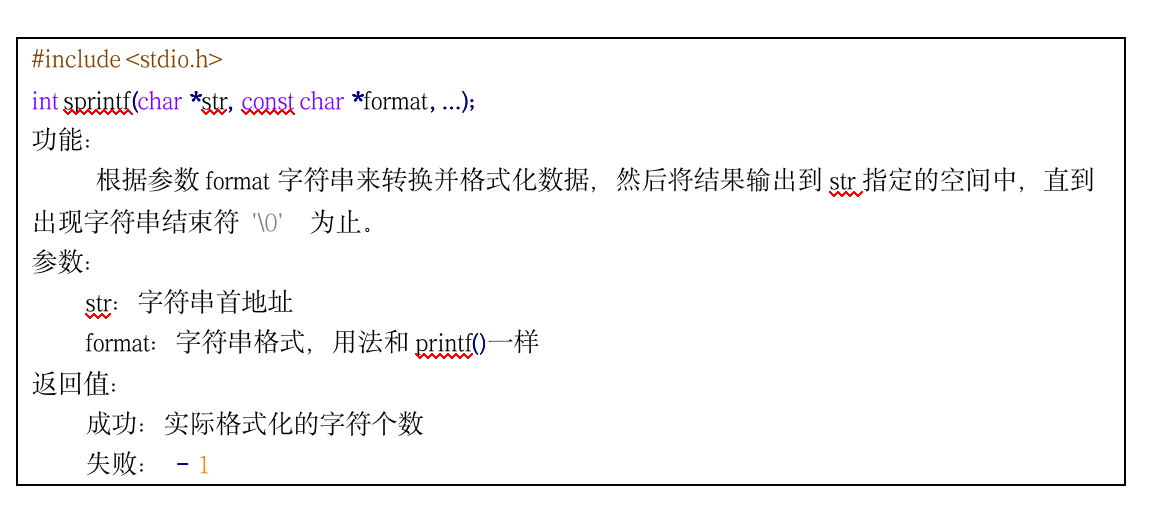 #include <stdio.h>
int sprintf(char *str, const char *format, ...);
功能：
根据参数 format 字符串来转换并格式化数据，然后将结果输出到 str 指定的空间中，直到
出现字符串结束符 '\0' 为止。
参数：
str：字符串首地址
format：字符串格式，用法和 printf()一样
返回值：
成功：实际格式化的字符个数
失败： - 1